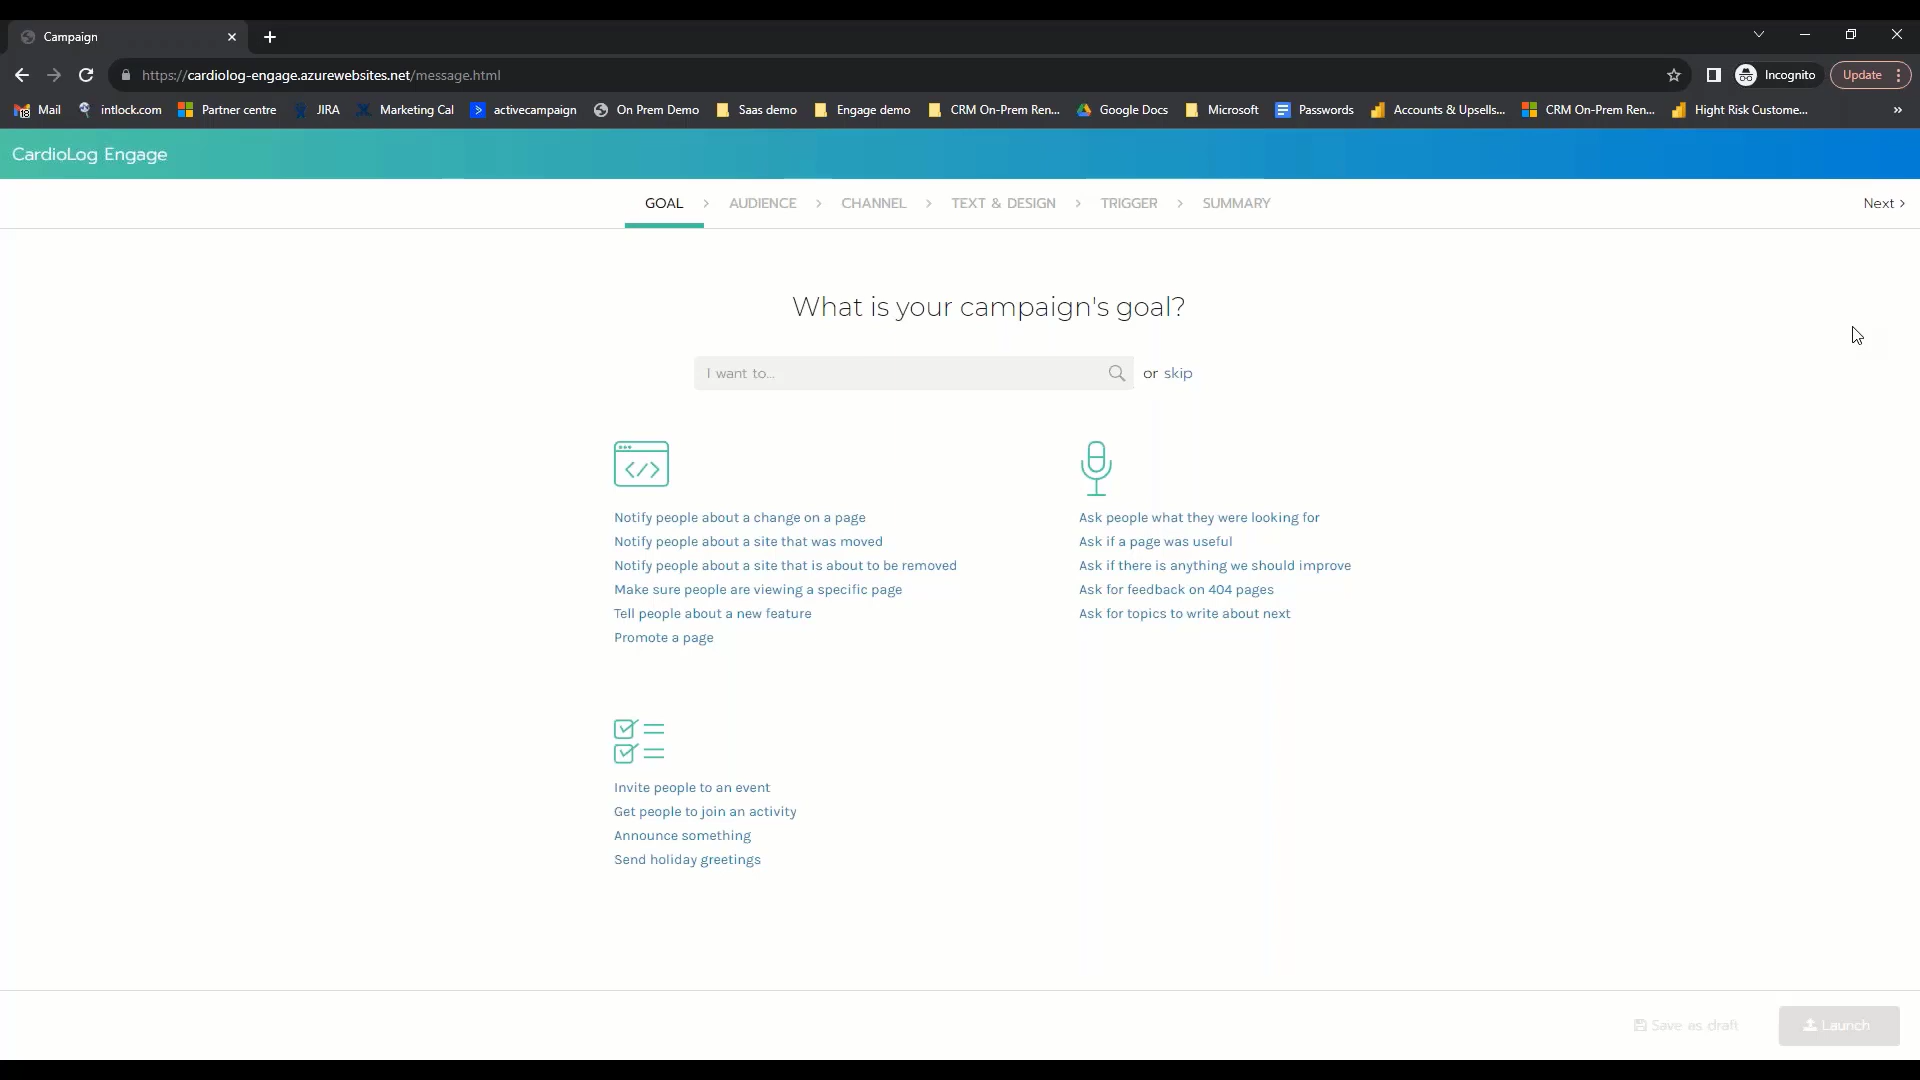 Campaign
https://cardiolog-engage.azurewebsites.net/message.html
Incognito
Update
Mail
intlock.com
Partner centre
JIRA
Marketing Cal
activecampaign
On Prem Demo
Saas demo
Engage demo
CRM On-Prem Ren...
Google Docs
Microsoft
Passwords
Accounts & Upsells...
CRM On-Prem Ren...
Hight Risk Custome...
»
CardioLog Engage
GOAL > AUDIENCE > CHANNEL > TEXT & DESIGN > TRIGGER > SUMMARY
Next >
What is your campaign's goal?
I want to...
or skip
Notify people about a change on a page
Notify people about a site that was moved
Notify people about a site that is about to be removed
Make sure people are viewing a specific page
Tell people about a new feature
Promote a page
Ask people what they were looking for
Ask if a page was useful
Ask if there is anything we should improve
Ask for feedback on 404 pages
Ask for topics to write about next
Invite people to an event
Get people to join an activity
Announce something
Send holiday greetings
Save as draft
Launch